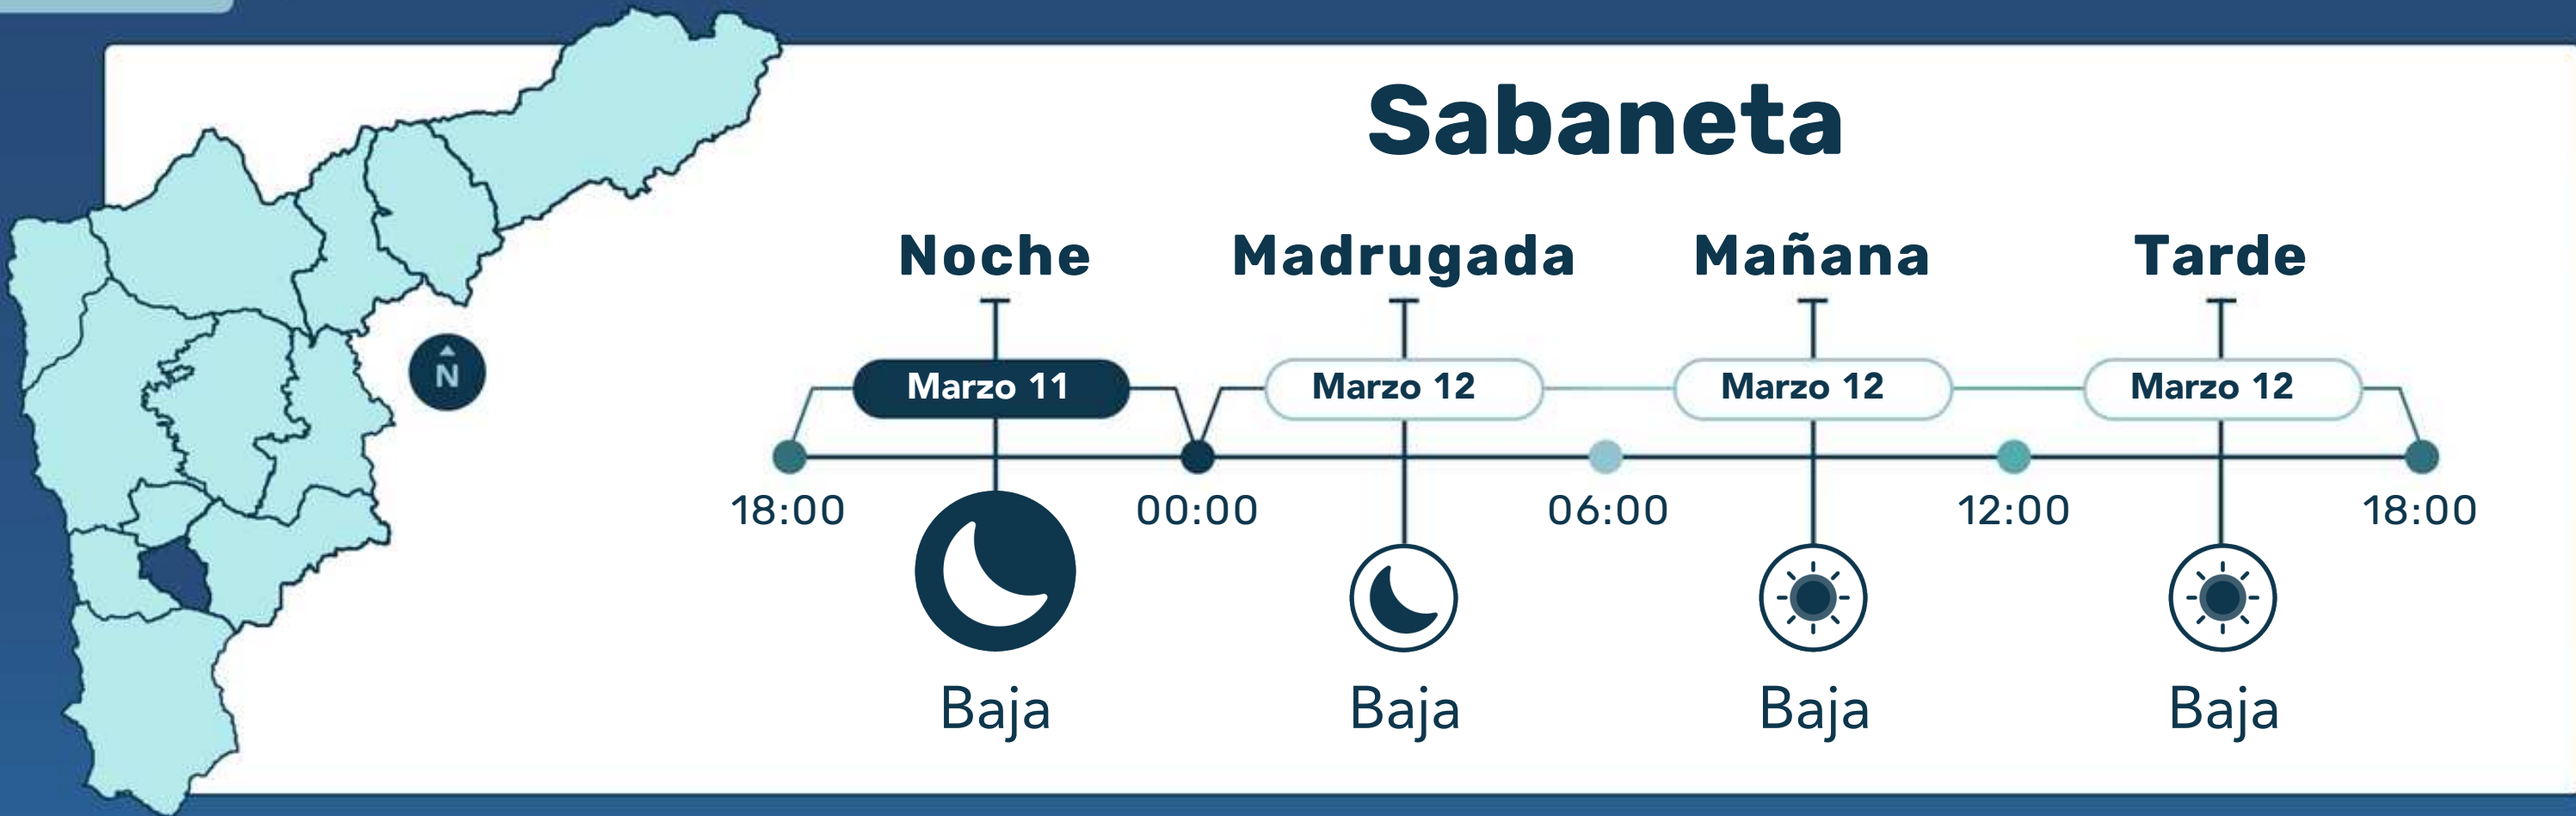 Sabaneta
Noche Madrugada Mañana Tarde
Marzo 11 Marzo 12 Marzo 12 Marzo 12
N
18:00 00:00 06:00 12:00 18:00
Baja Baja Baja Baja